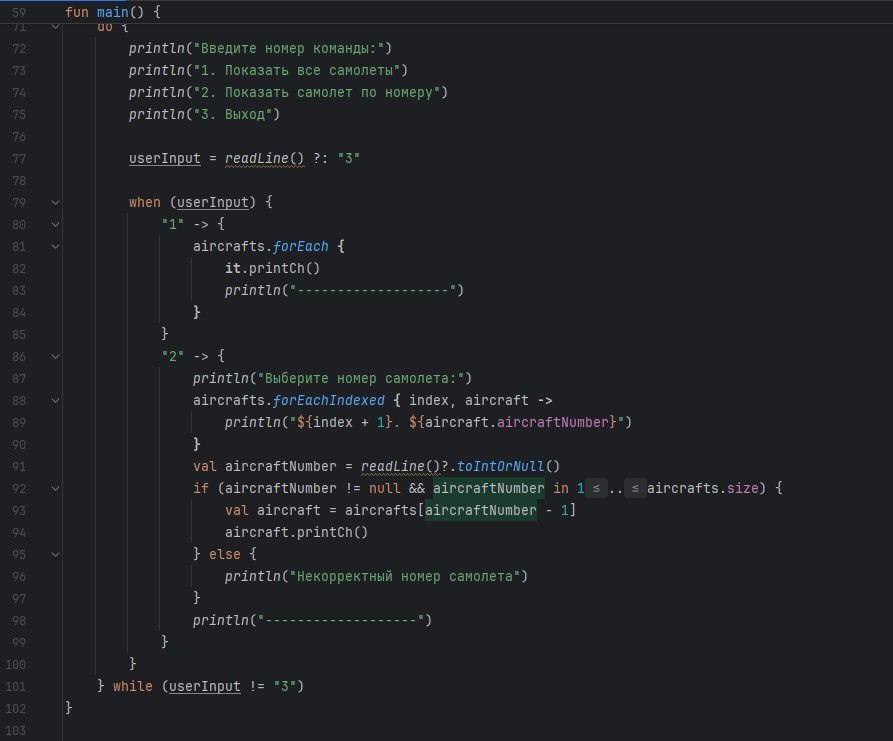 59 fun main() {
71 do {
72 println("Введите номер команды:")
73 println("1. Показать все самолеты")
74 println("2. Показать самолет по номеру")
75 println("3. Выход")
76
77 userInput = readLine() ?: "3"
78
79 when (userInput) {
80 "1" -> {
81 aircrafts.forEach {
82 it.printCh()
83 println("-------------------")
84 }
85 }
86 "2" -> {
87 println("Выберите номер самолета:")
88 aircrafts.forEachIndexed { index, aircraft ->
89 println("${index + 1}. ${aircraft.aircraftNumber}")
90 }
91 val aircraftNumber = readLine()?.toIntOrNull()
92 if (aircraftNumber != null && aircraftNumber in 1 ≤ .. ≤ aircrafts.size) {
93 val aircraft = aircrafts[aircraftNumber - 1]
94 aircraft.printCh()
95 } else {
96 println("Некорректный номер самолета")
97 }
98 println("-------------------")
99 }
100 }
101 } while (userInput != "3")
102 }
103